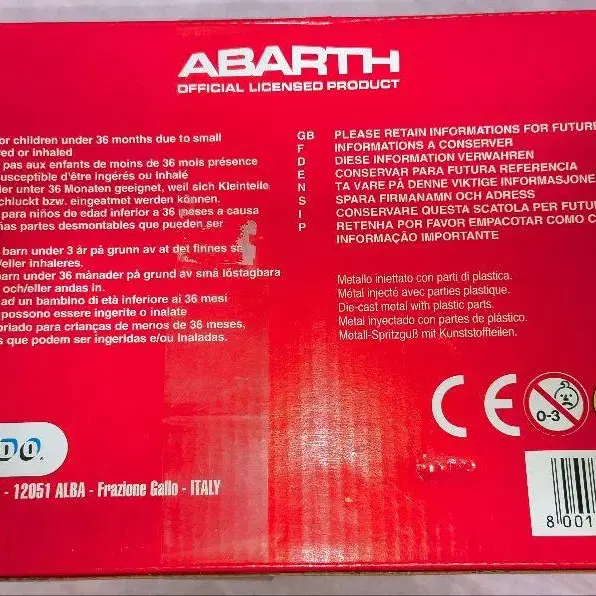 ABARTH
OFFICIAL LICENSED PRODUCT
or children under 36 months due to small
red or inhaled
pas aux enfants de moins de 36 mois présence
usceptible d'être ingérés ou inhalé
der unter 36 Monaten geeignet, weil sich Kleinteile
chluckt bzw. eingeatmet werden können.
para niños de edad inferior a 36 meses a causa
ñas partes desmontables que pueden ser
barn under 3 år på grunn av at det finnes
/eller inhaleres.
barn under 36 månader på grund av små löstagbara
och/eller andas in.
ad un bambino di età inferiore ai 36 mesi
possono essere ingerite o inalate
priado para crianças de menos de 36 meses,
s que podem ser ingeridas e/ou Inaladas.
GB PLEASE RETAIN INFORMATIONS FOR FUTURE
F INFORMATIONS A CONSERVER
D DIESE INFORMATION VERWAHREN
E CONSERVAR PARA FUTURA REFERENCIA
N TA VARE PÅ DENNE VIKTIGE INFORMASJONE
S SPARA FIRMANAMN OCH ADRESS
I CONSERVARE QUESTA SCATOLA PER FUTU
P RETENHA POR FAVOR EMPACOTAR COMO
INFORMAÇÃO IMPORTANTE
Metallo iniettato con parti di plastica.
Métal injecté avec parties plastique.
Die-cast metal with plastic parts.
Metal inyectado con partes de plástico.
Metall-Spritzguß mit Kunststoffteilen.
CE
0-3
DO®
- 12051 ALBA - Frazione Gallo - ITALY
8 001